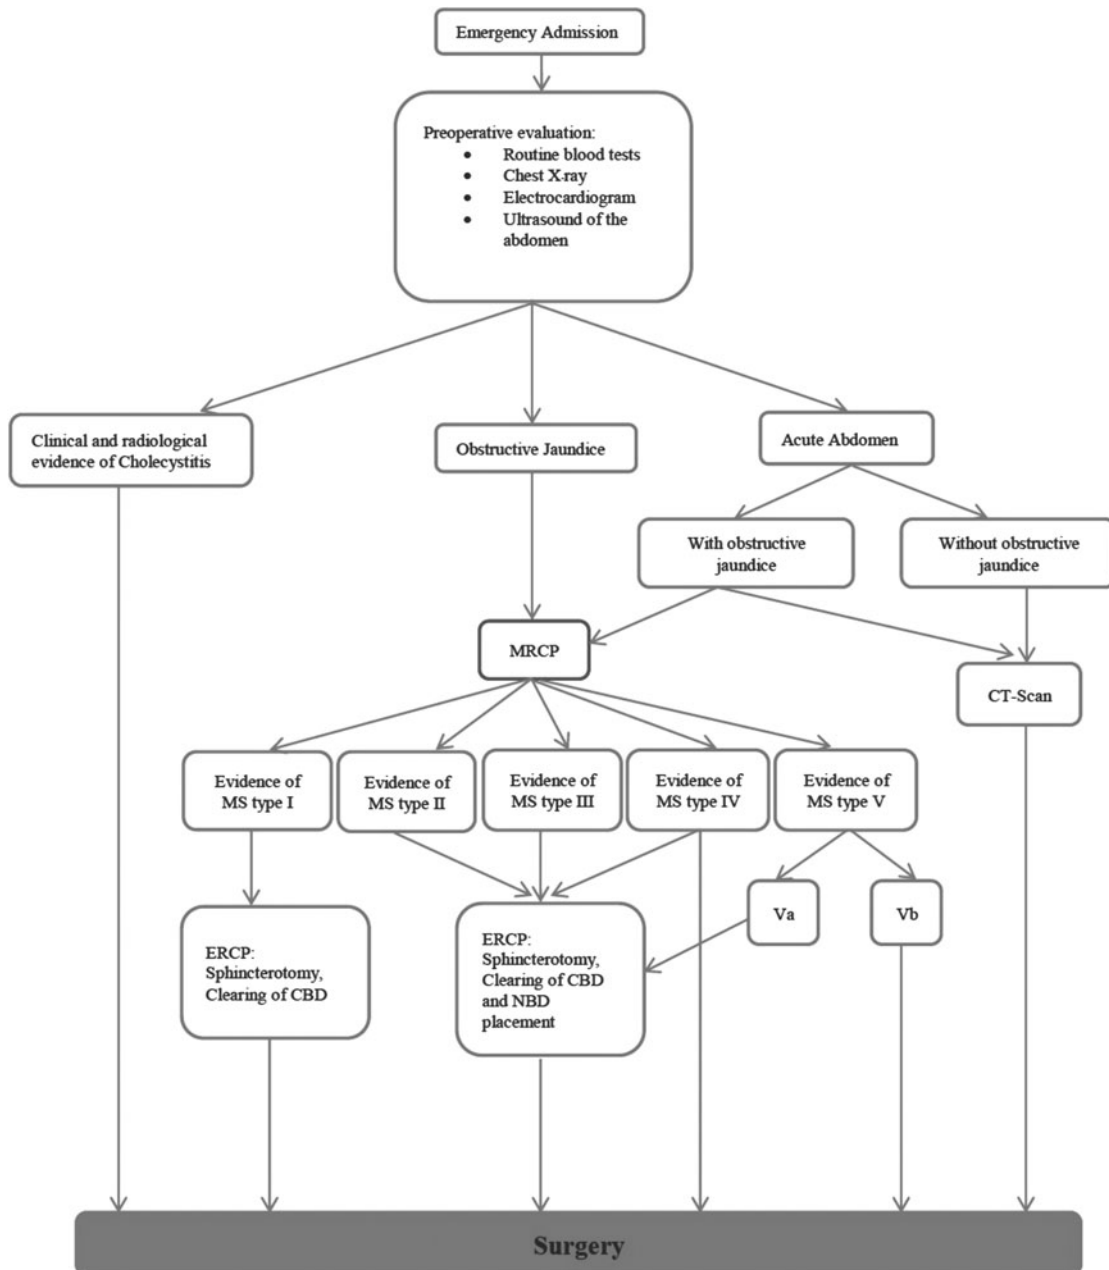 Emergency Admission
Preoperative evaluation:
• Routine blood tests
• Chest X-ray
• Electrocardiogram
• Ultrasound of the
abdomen
Clinical and radiological
evidence of Cholecystitis
Obstructive Jaundice
Acute Abdomen
With obstructive
jaundice
Without obstructive
jaundice
MRCP
CT-Scan
Evidence of
MS type I
Evidence of
MS type II
Evidence of
MS type III
Evidence of
MS type IV
Evidence of
MS type V
Va
Vb
ERCP:
Sphincterotomy,
Clearing of CBD
ERCP:
Sphincterotomy,
Clearing of CBD
and NBD
placement
Surgery